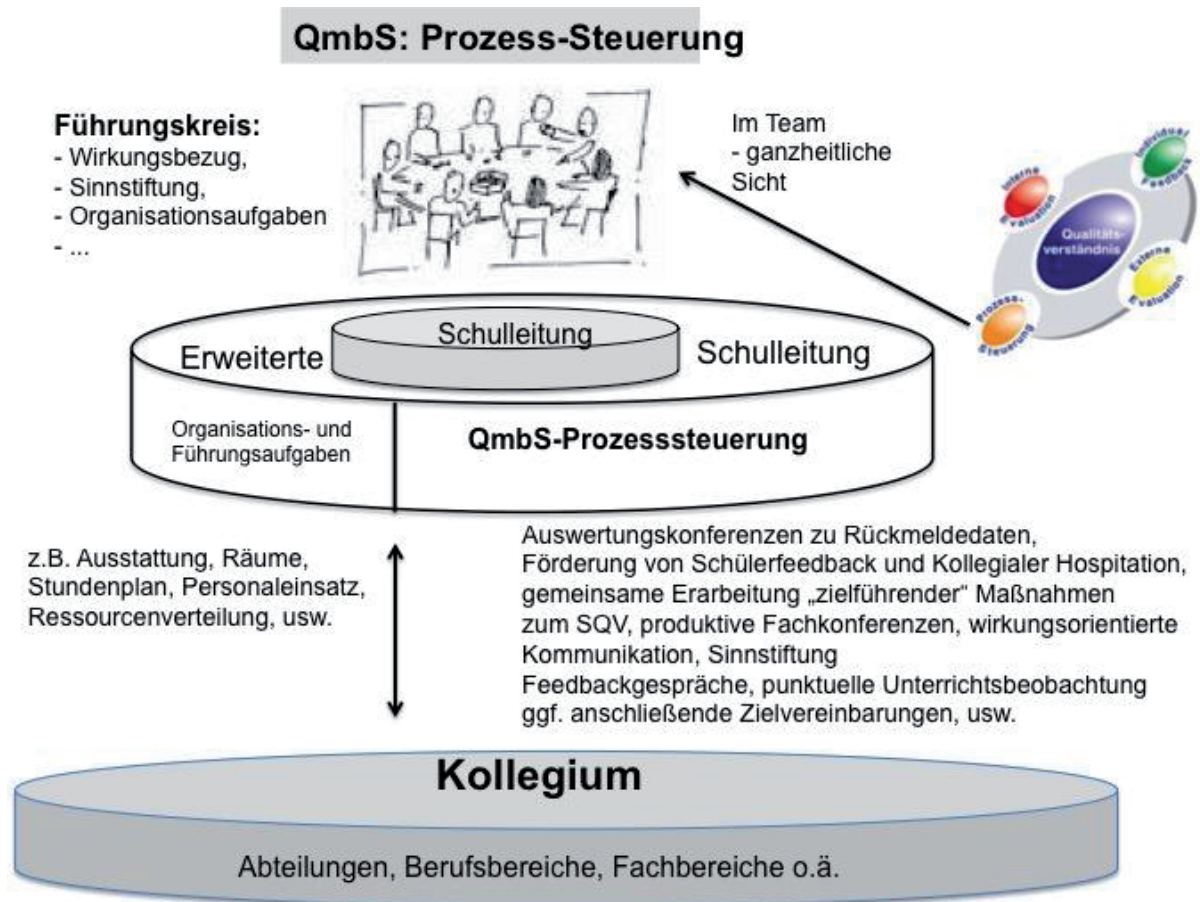 QmbS: Prozess-Steuerung
Führungskreis:
- Wirkungsbezug,
- Sinnstiftung,
- Organisationsaufgaben
- ...
Im Team
- ganzheitliche
Sicht
Individual
Feedback
Interne
Evaluation
Qualitäts-
verständnis
Externe
Evaluation
Prozess-
Steuerung
Schulleitung
Erweiterte
Schulleitung
Organisations- und
Führungsaufgaben
QmbS-Prozesssteuerung
z.B. Ausstattung, Räume,
Stundenplan, Personaleinsatz,
Ressourcenverteilung, usw.
Auswertungskonferenzen zu Rückmeldedaten,
Förderung von Schülerfeedback und Kollegialer Hospitation,
gemeinsame Erarbeitung „zielführender“ Maßnahmen
zum SQV, produktive Fachkonferenzen, wirkungsorientierte
Kommunikation, Sinnstiftung
Feedbackgespräche, punktuelle Unterrichtsbeobachtung
ggf. anschließende Zielvereinbarungen, usw.
Kollegium
Abteilungen, Berufsbereiche, Fachbereiche o.ä.